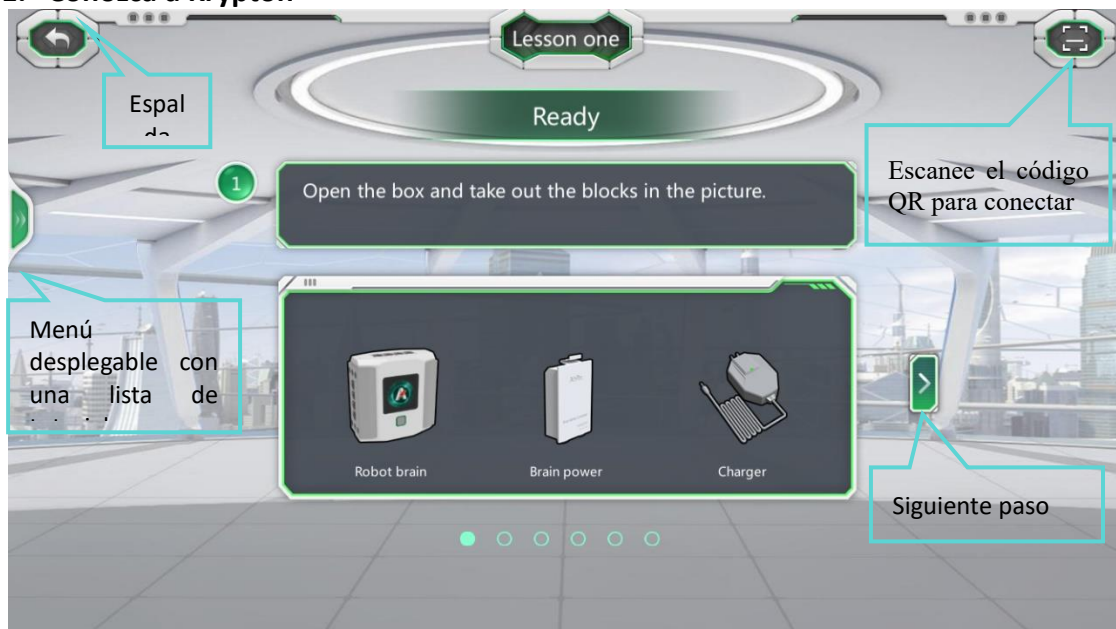 Conozca a Krypton
Lesson one
Ready
Espal
da
Escanee el código
QR para conectar
1
Open the box and take out the blocks in the picture.
Menú
desplegable con
una lista de
Robot brain
Brain power
Charger
Siguiente paso